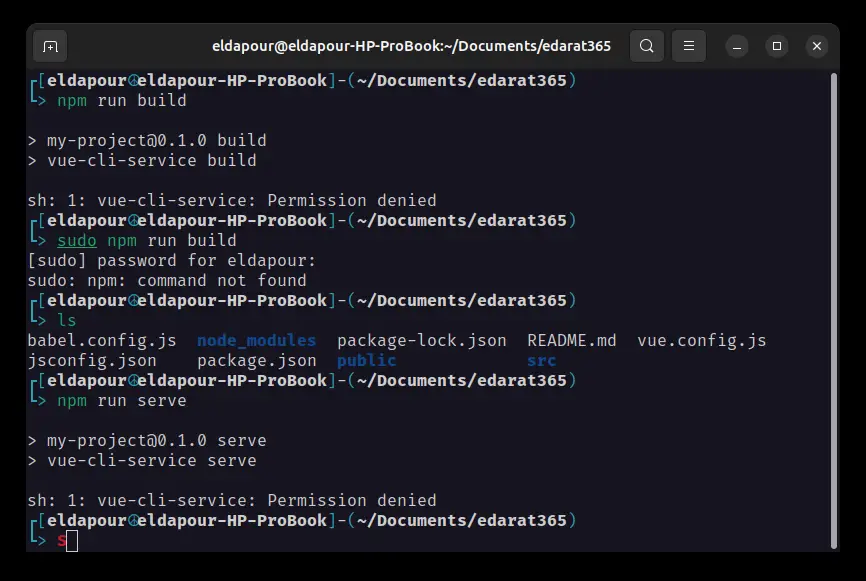 eldapour@eldapour-HP-ProBook:~/Documents/edarat365
┌[eldapour☮eldapour-HP-ProBook]-(~/Documents/edarat365)
└> npm run build

> my-project@0.1.0 build
> vue-cli-service build

sh: 1: vue-cli-service: Permission denied
┌[eldapour☮eldapour-HP-ProBook]-(~/Documents/edarat365)
└> sudo npm run build
[sudo] password for eldapour:
sudo: npm: command not found
┌[eldapour☮eldapour-HP-ProBook]-(~/Documents/edarat365)
└> ls
babel.config.js  node_modules  package-lock.json  README.md  vue.config.js
jsconfig.json    package.json  public             src
┌[eldapour☮eldapour-HP-ProBook]-(~/Documents/edarat365)
└> npm run serve

> my-project@0.1.0 serve
> vue-cli-service serve

sh: 1: vue-cli-service: Permission denied
┌[eldapour☮eldapour-HP-ProBook]-(~/Documents/edarat365)
└> S